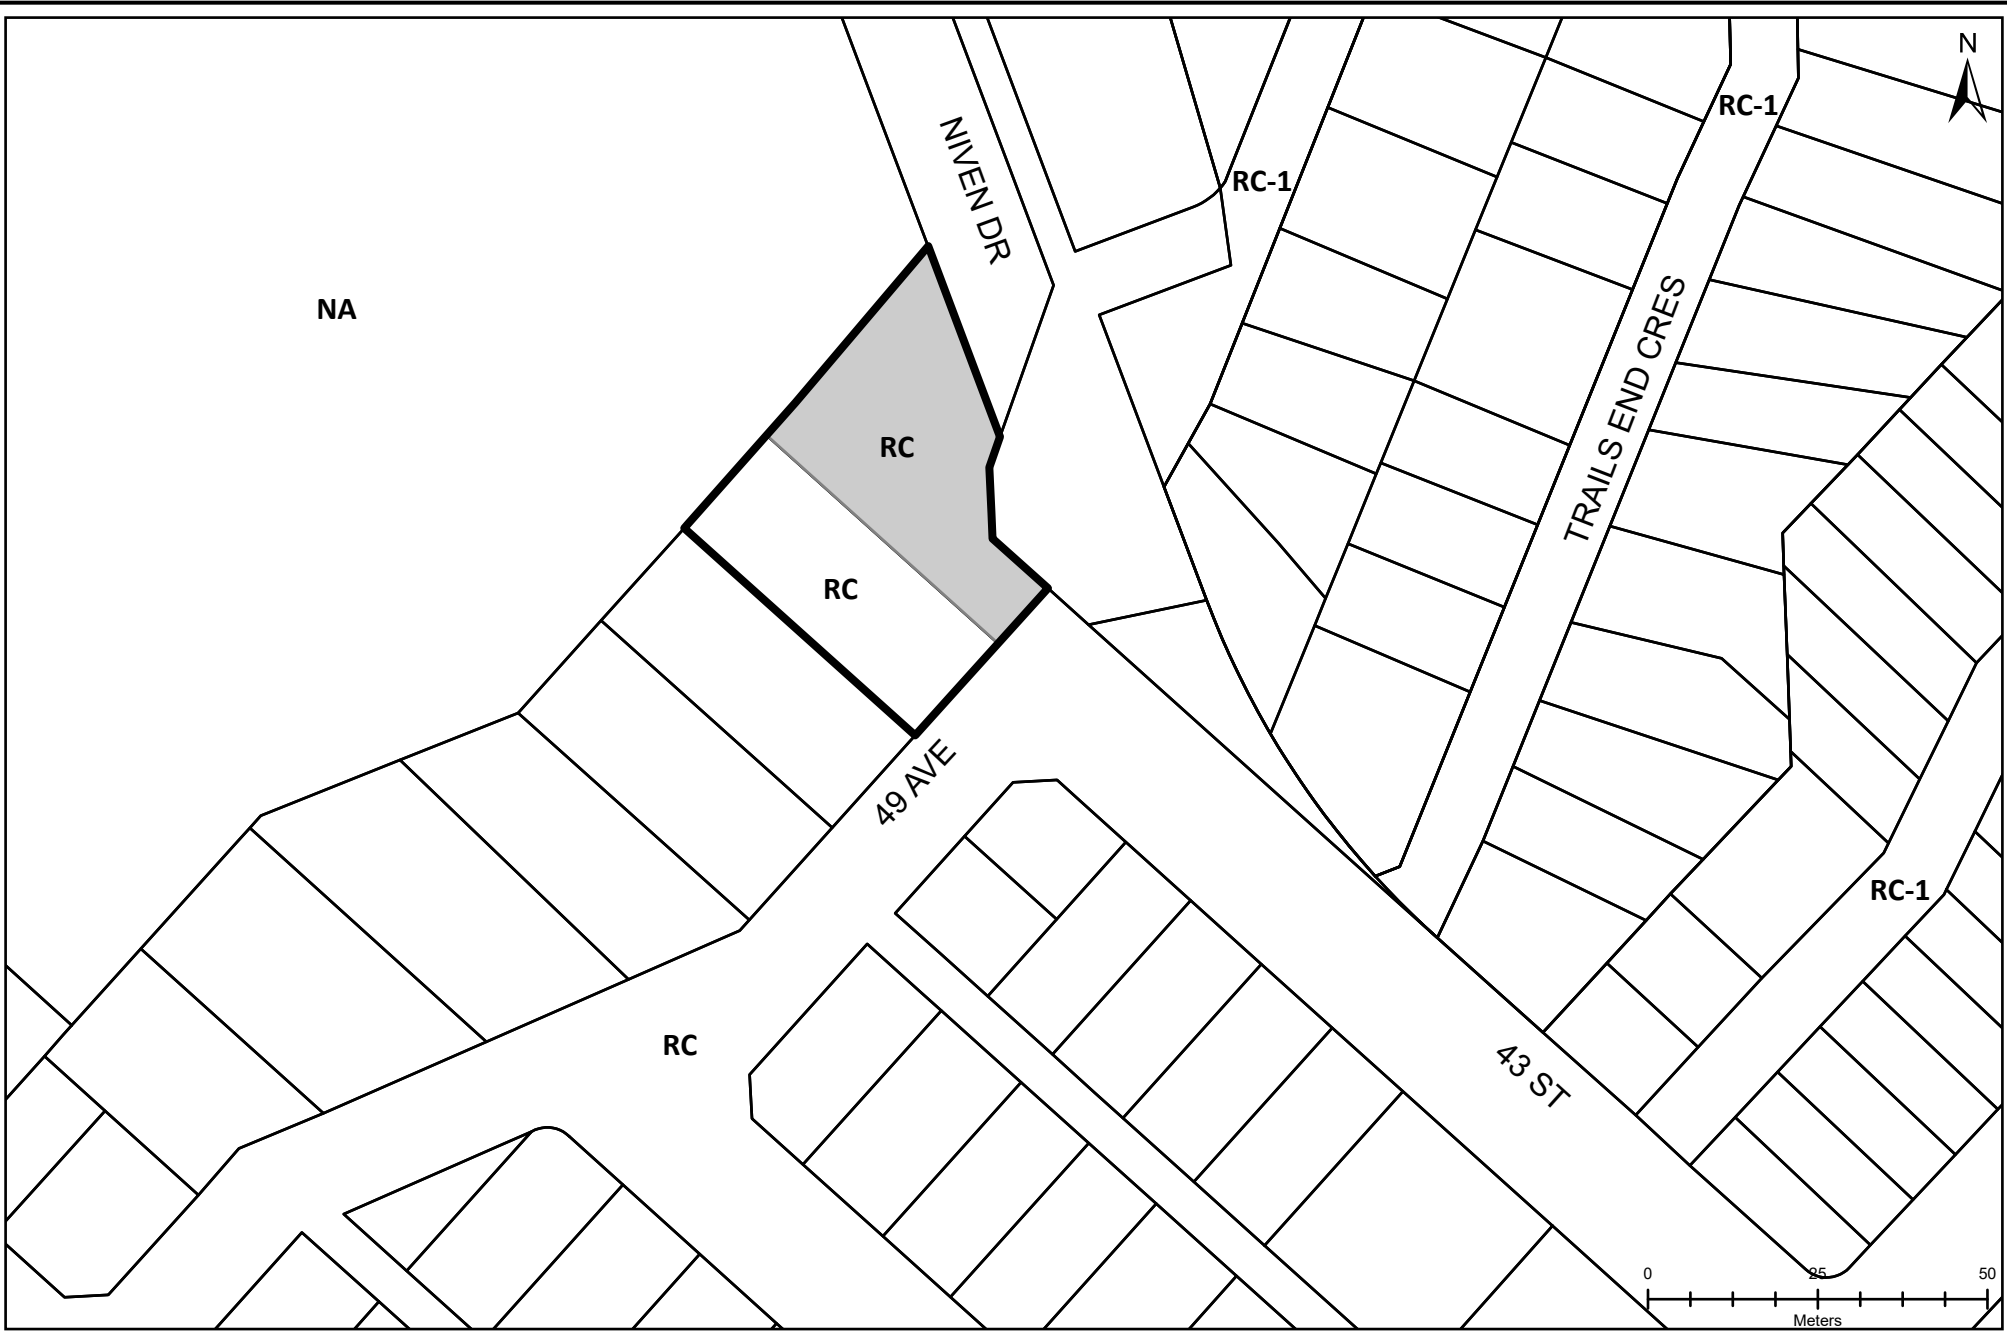 N
RC-1
NIVEN DR
RC-1
NA
TRAILS END CRES
RC
RC
49 AVE
RC-1
RC
43 ST
0 25 50
Meters